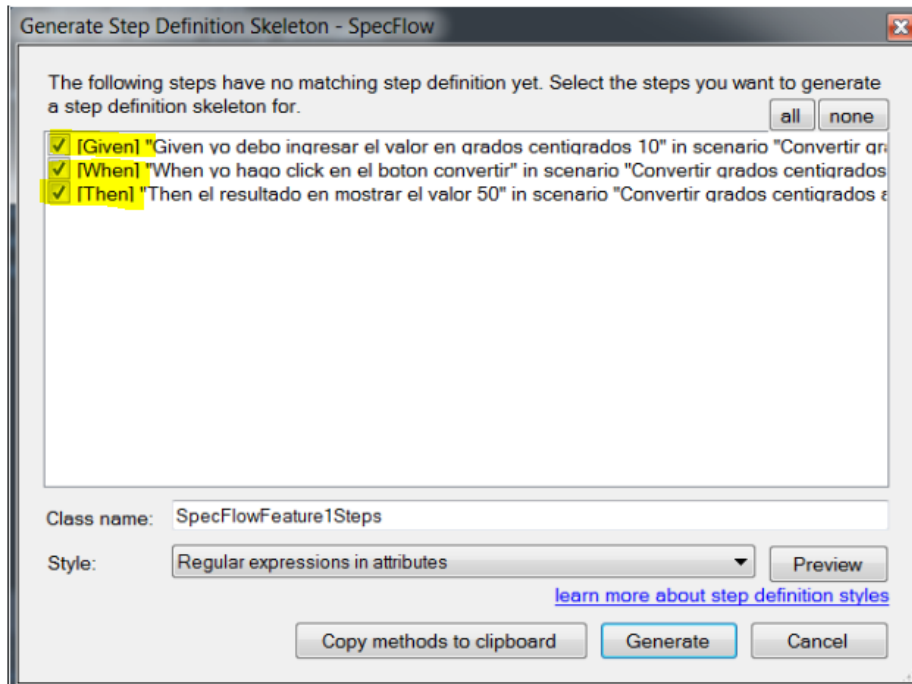 Generate Step Definition Skeleton - SpecFlow
The following steps have no matching step definition yet. Select the steps you want to generate
a step definition skeleton for.
all none
[Given] "Given yo debo ingresar el valor en grados centigrados 10" in scenario "Convertir gra
[When] "When yo hago click en el boton convertir" in scenario "Convertir grados centigrados
[Then] "Then el resultado en mostrar el valor 50" in scenario "Convertir grados centigrados a
Class name: SpecFlowFeature1Steps
Style: Regular expressions in attributes Preview
learn more about step definition styles
Copy methods to clipboard Generate Cancel